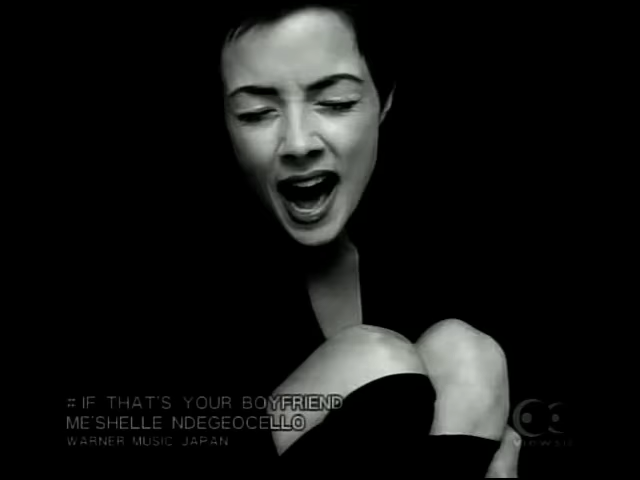 # IF THAT'S YOUR BOYFRIEND
ME'SHELLE NDEGEOCELLO
WARNER MUSIC JAPAN